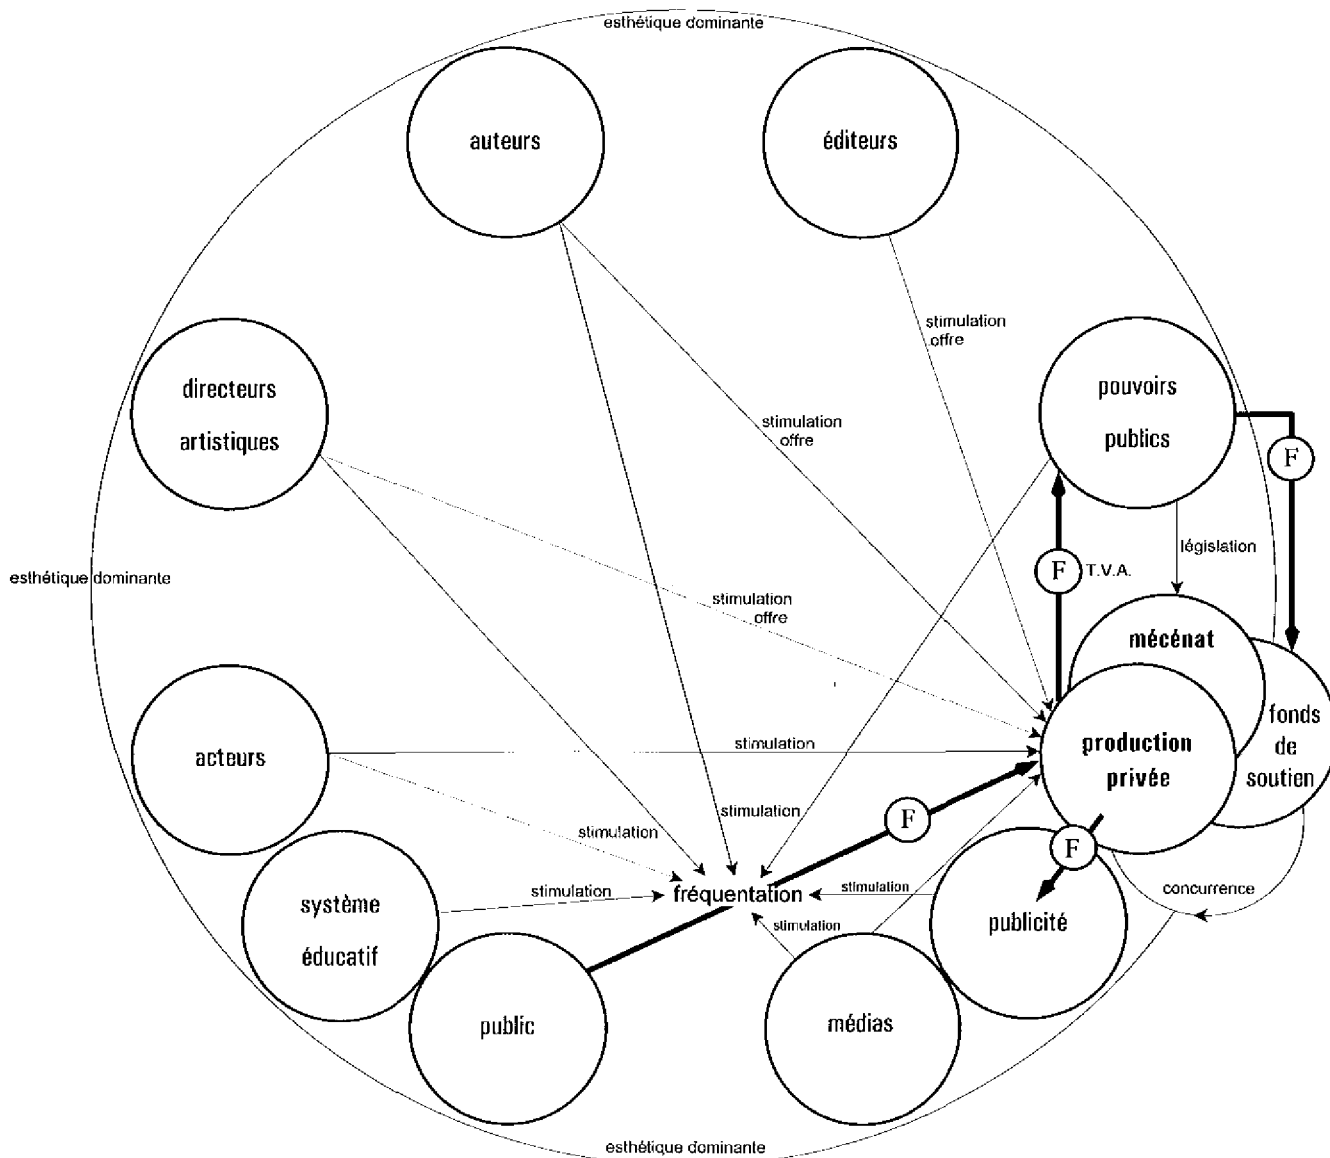 esthétique dominante
auteurs
éditeurs
stimulation
offre
directeurs
artistiques
pouvoirs
publics
stimulation
offre
F
législation
F T.V.A.
esthétique dominante
stimulation
offre
mécénat
fonds
de
soutien
production
privée
acteurs
stimulation
stimulation
F
stimulation
F
stimulation
fréquentation
stimulation
concurrence
système
éducatif
publicité
stimulation
public
médias
esthétique dominante